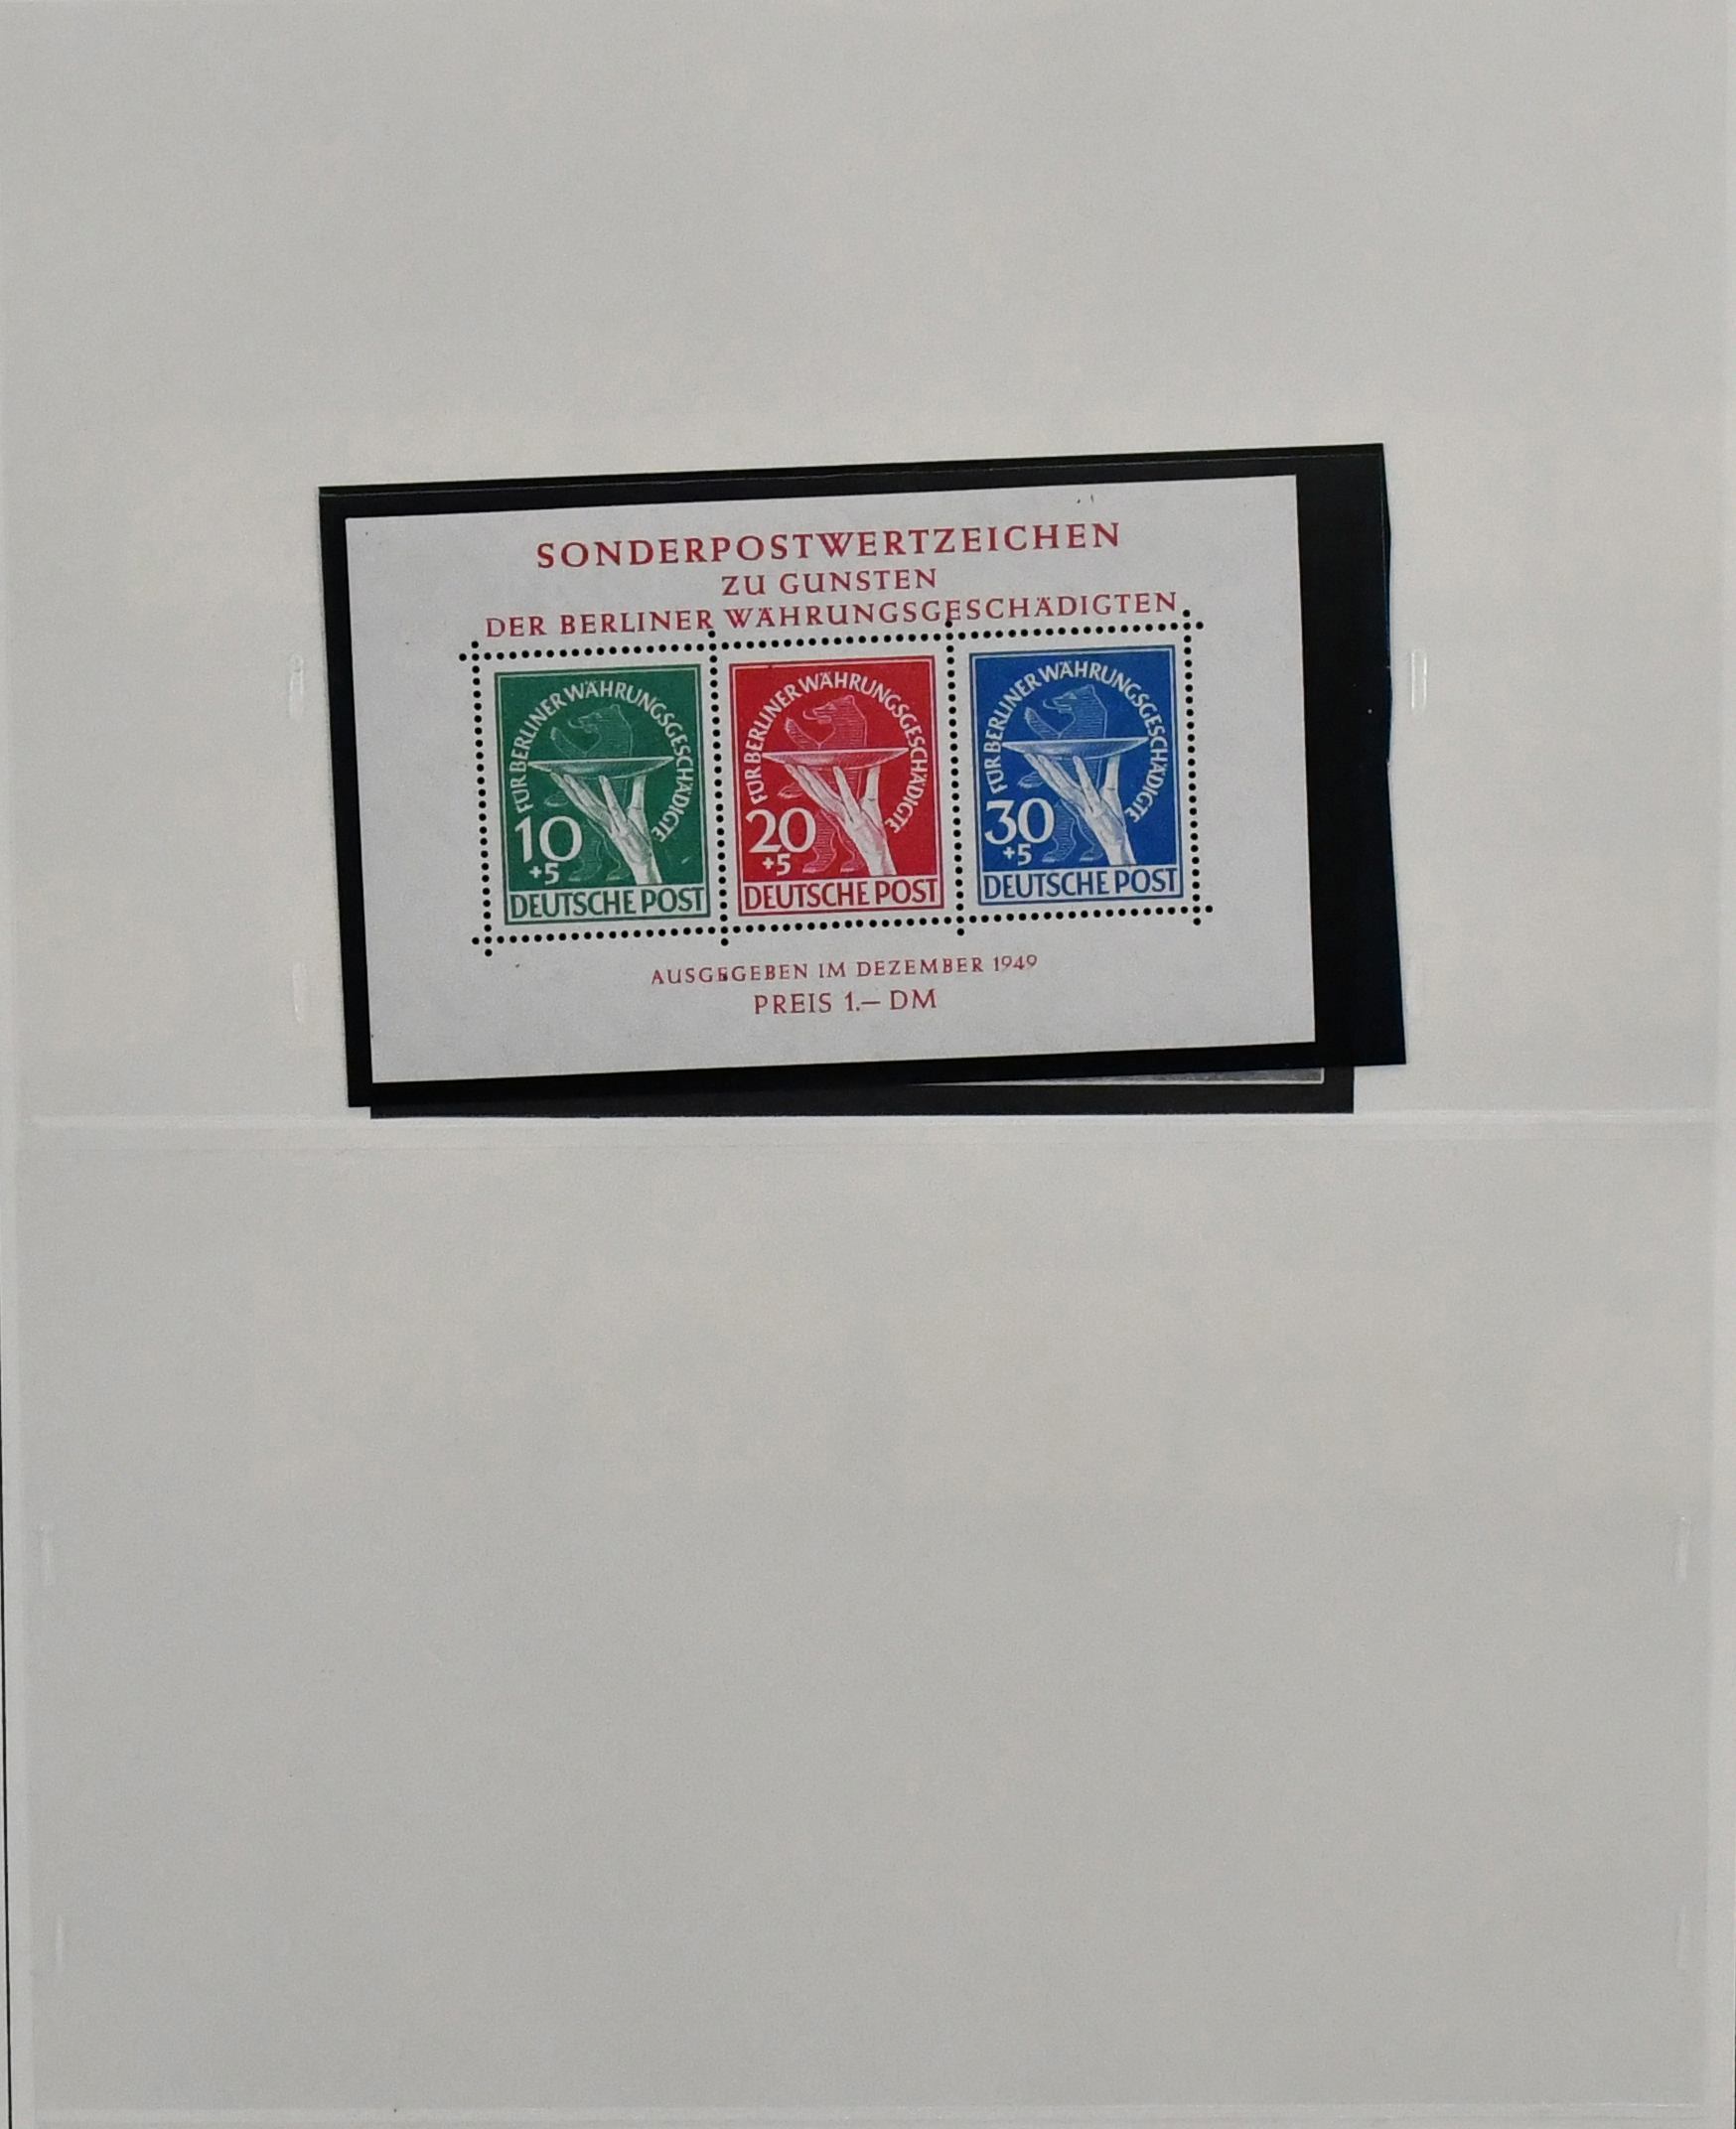 SONDERPOSTWERTZEICHEN
ZU GUNSTEN
DER BERLINER WÄHRUNGSGESCHÄDIGTEN
FÜR BERLINER WÄHRUNGSGESCHÄDIGTE
10
+5
DEUTSCHE POST
FÜR BERLINER WÄHRUNGSGESCHÄDIGTE
20
+5
DEUTSCHE POST
FÜR BERLINER WÄHRUNGSGESCHÄDIGTE
30
+5
DEUTSCHE POST
AUSGEGEBEN IM DEZEMBER 1949
PREIS 1.– DM